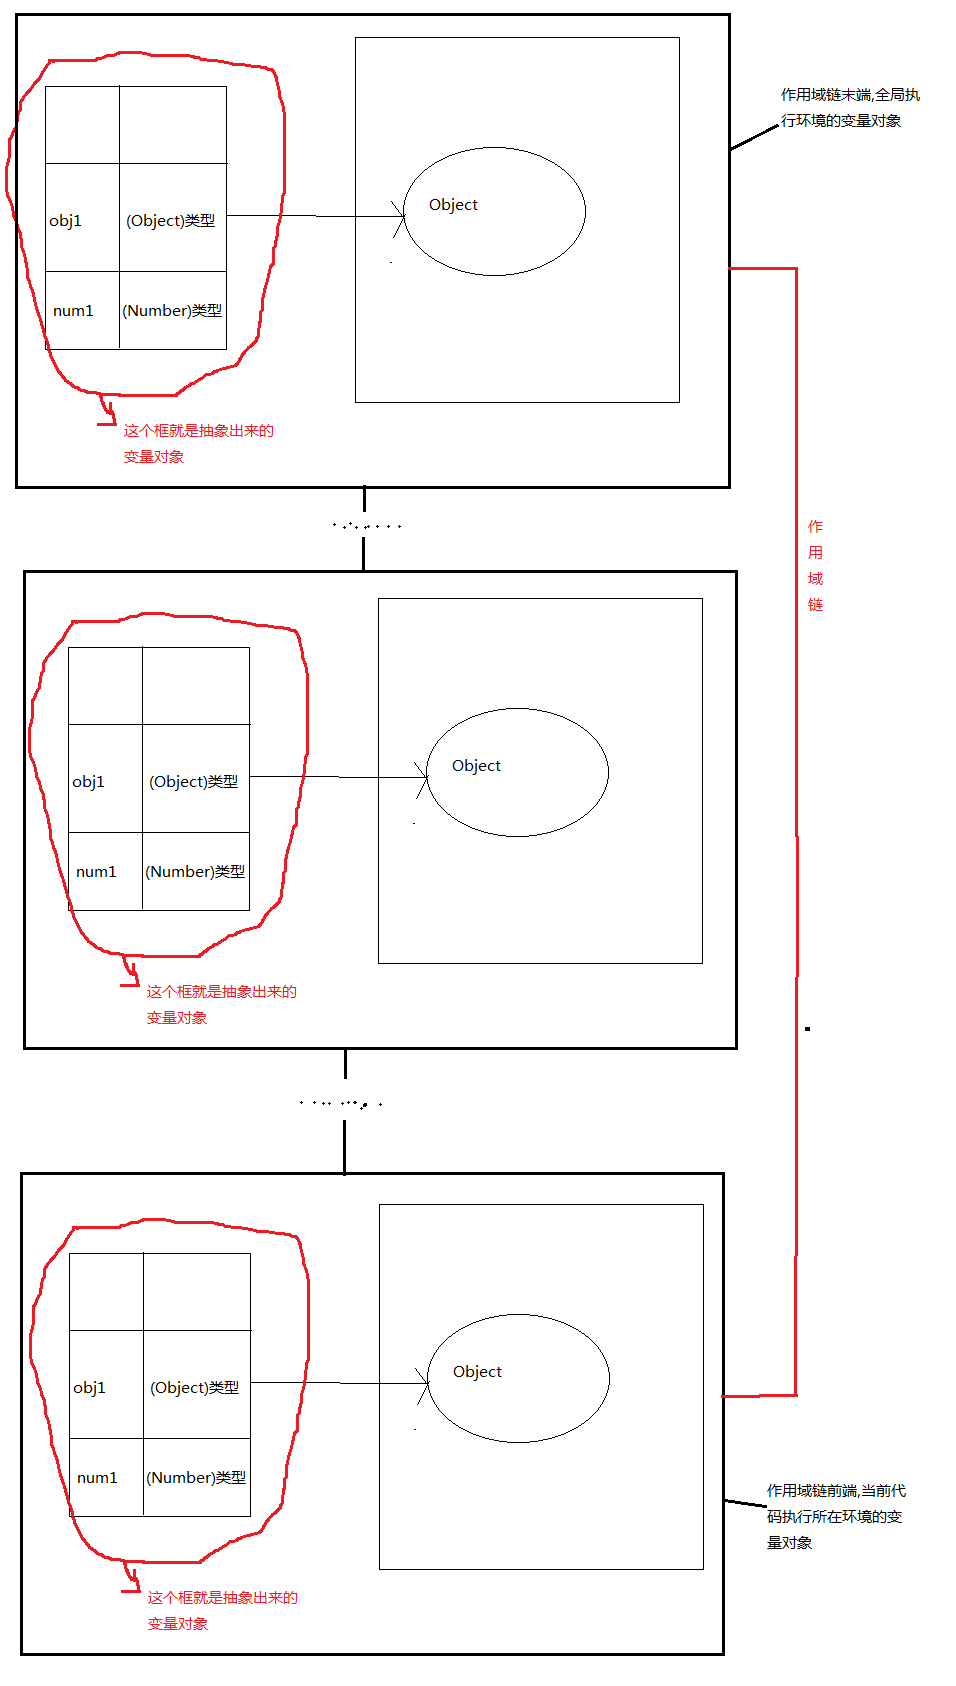 作用域链末端,全局执
行环境的变量对象
Object
obj1
(Object)类型
num1
(Number)类型
这个框就是抽象出来的
变量对象
作
用
域
链
Object
obj1
(Object)类型
num1
(Number)类型
这个框就是抽象出来的
变量对象
Object
obj1
(Object)类型
num1
(Number)类型
作用域链前端,当前代
码执行所在环境的变
量对象
这个框就是抽象出来的
变量对象